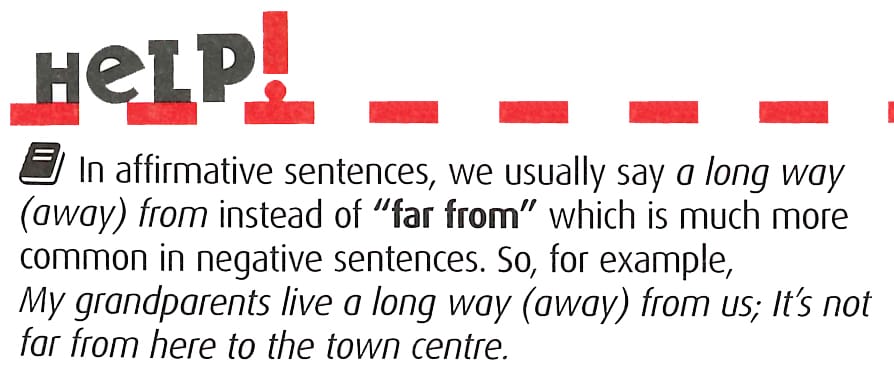 HeLP!
In affirmative sentences, we usually say a long way
(away) from instead of “far from” which is much more
common in negative sentences. So, for example,
My grandparents live a long way (away) from us; It’s not
far from here to the town centre.